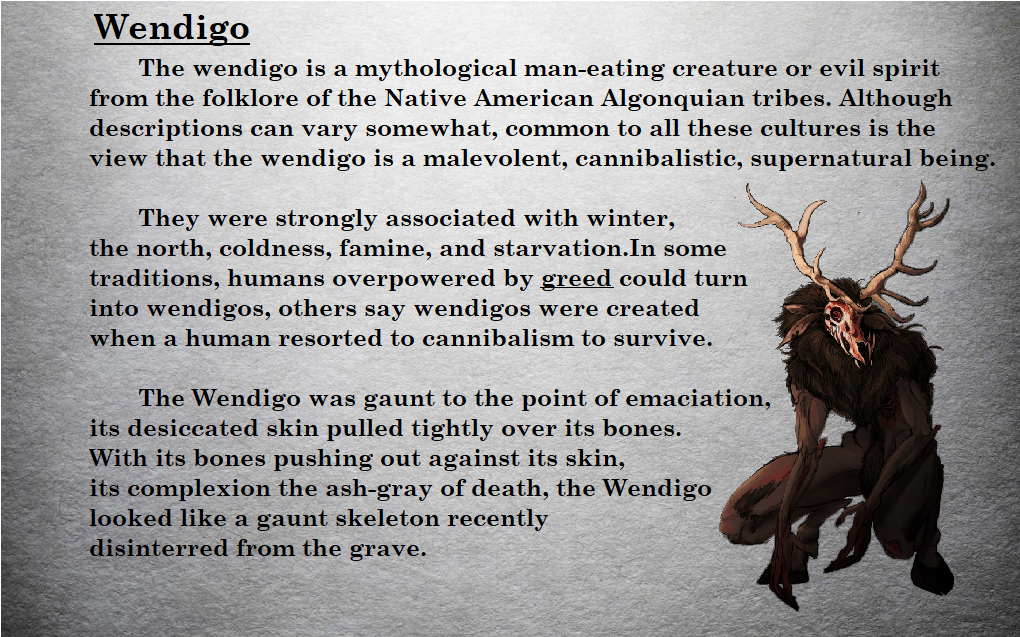 Wendigo
The wendigo is a mythological man-eating creature or evil spirit
from the folklore of the Native American Algonquian tribes. Although
descriptions can vary somewhat, common to all these cultures is the
view that the wendigo is a malevolent, cannibalistic, supernatural being.
They were strongly associated with winter,
the north, coldness, famine, and starvation.In some
traditions, humans overpowered by greed could turn
into wendigos, others say wendigos were created
when a human resorted to cannibalism to survive.
The Wendigo was gaunt to the point of emaciation,
its desiccated skin pulled tightly over its bones.
With its bones pushing out against its skin,
its complexion the ash-gray of death, the Wendigo
looked like a gaunt skeleton recently
disinterred from the grave.